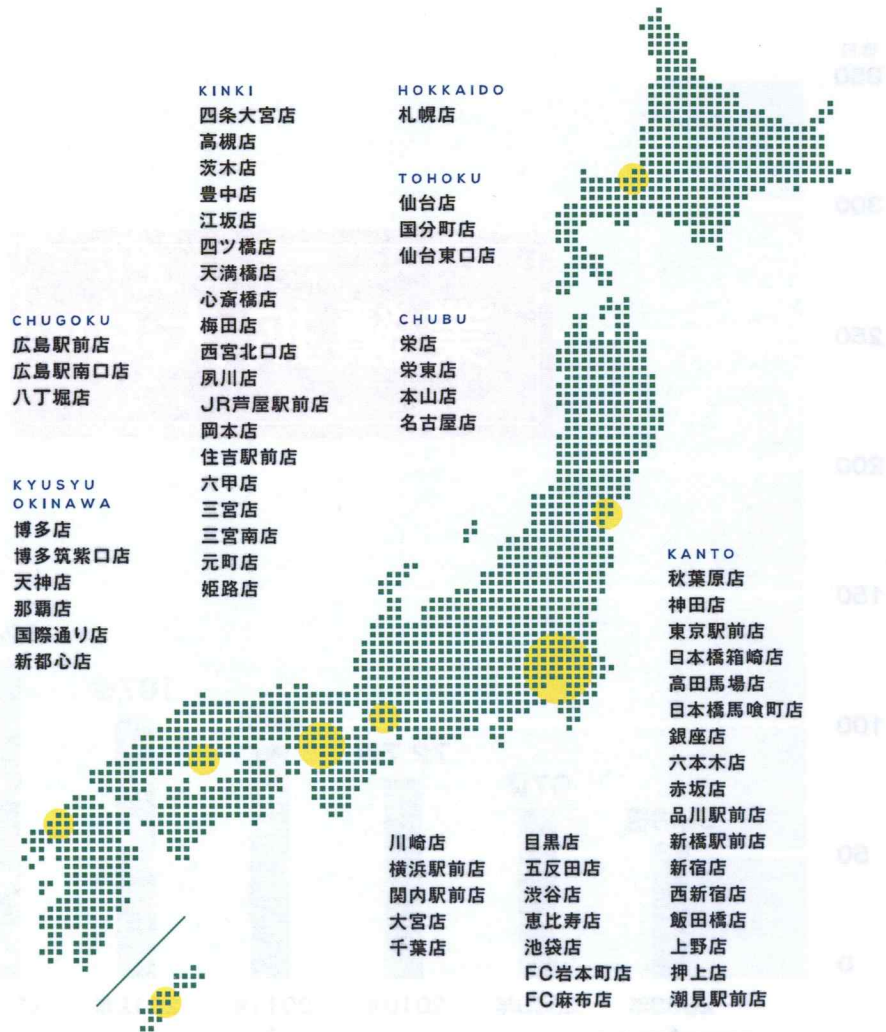 KINKI
四条大宮店
高槻店
茨木店
豊中店
江坂店
四ツ橋店
天満橋店
心斎橋店
梅田店
西宮北口店
夙川店
JR芦屋駅前店
岡本店
住吉駅前店
六甲店
三宮店
三宮南店
元町店
姫路店
HOKKAIDO
札幌店
TOHOKU
仙台店
国分町店
仙台東口店
CHUBU
栄店
栄東店
本山店
名古屋店
CHUGOKU
広島駅前店
広島駅南口店
八丁堀店
KYUSYU
OKINAWA
博多店
博多筑紫口店
天神店
那覇店
国際通り店
新都心店
KANTO
秋葉原店
神田店
東京駅前店
日本橋箱崎店
高田馬場店
日本橋馬喰町店
銀座店
六本木店
赤坂店
品川駅前店
新橋駅前店
新宿店
西新宿店
飯田橋店
上野店
押上店
潮見駅前店
目黒店
五反田店
渋谷店
恵比寿店
池袋店
FC岩本町店
FC麻布店
川崎店
横浜駅前店
関内駅前店
大宮店
千葉店